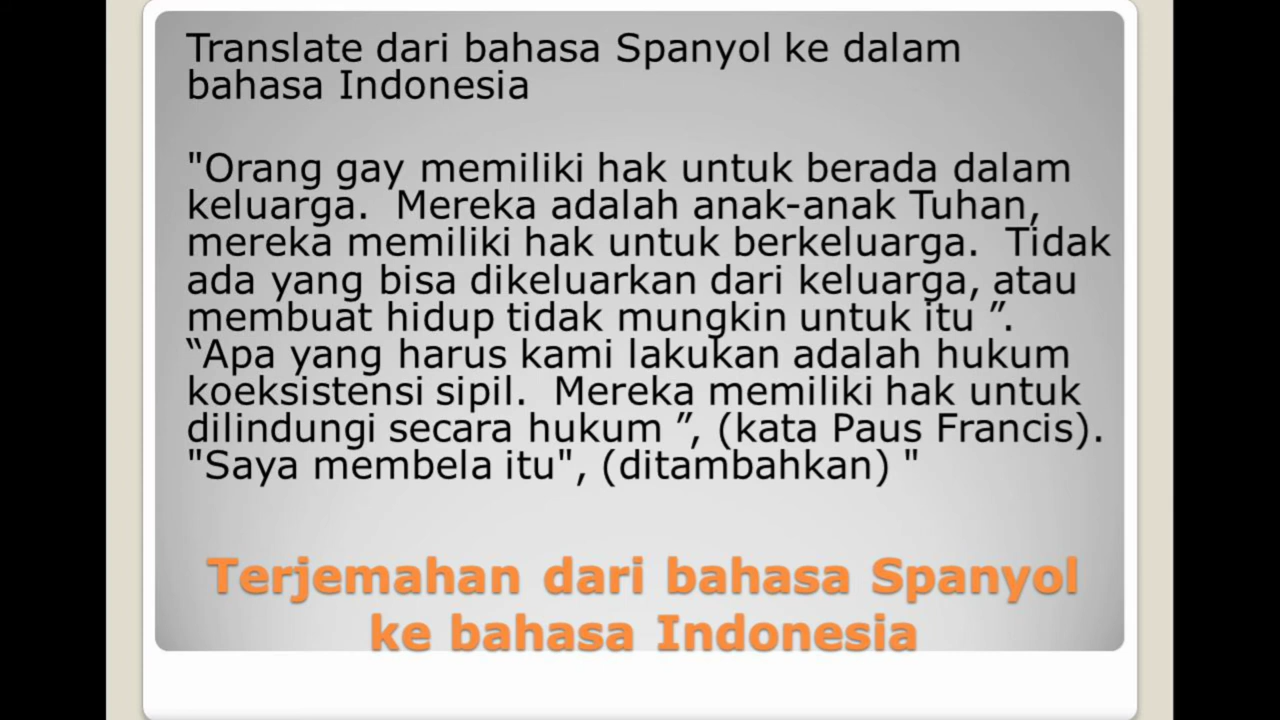 Translate dari bahasa Spanyol ke dalam
bahasa Indonesia
"Orang gay memiliki hak untuk berada dalam
keluarga.  Mereka adalah anak-anak Tuhan,
mereka memiliki hak untuk berkeluarga.  Tidak
ada yang bisa dikeluarkan dari keluarga, atau
membuat hidup tidak mungkin untuk itu ”.
“Apa yang harus kami lakukan adalah hukum
koeksistensi sipil.  Mereka memiliki hak untuk
dilindungi secara hukum ”, (kata Paus Francis).
"Saya membela itu", (ditambahkan) "
Terjemahan dari bahasa Spanyol
ke bahasa Indonesia